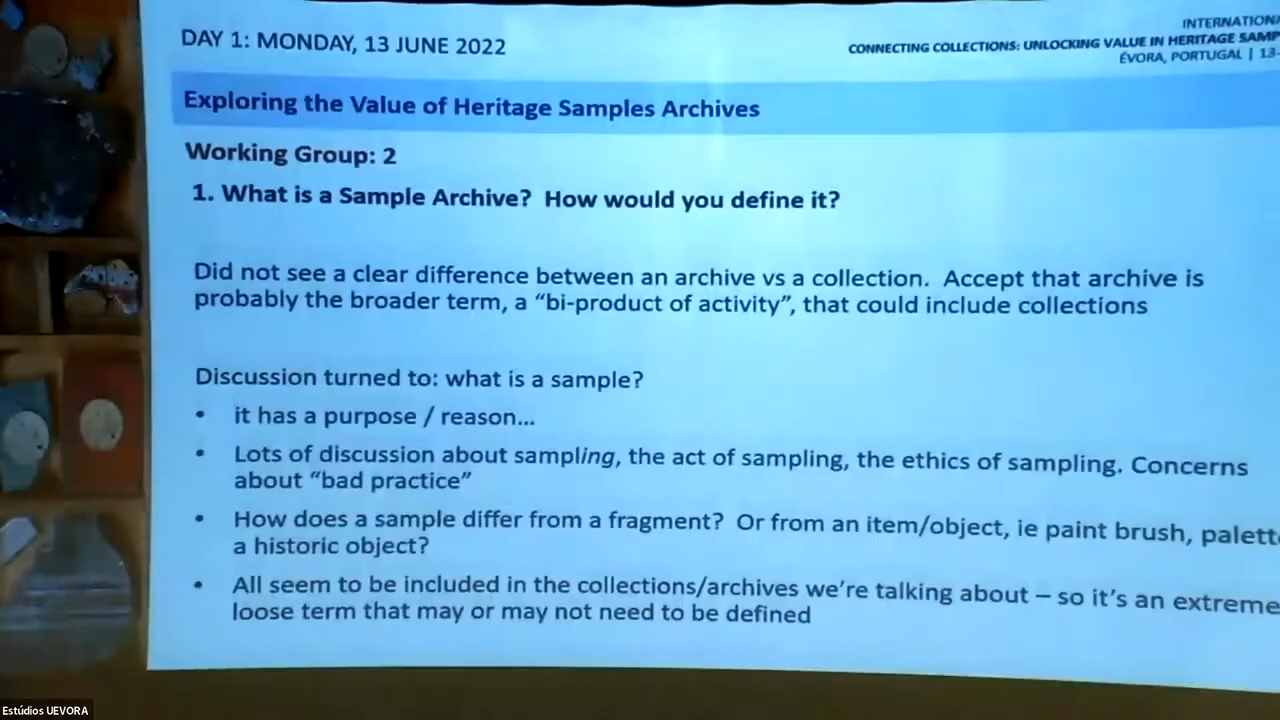 DAY 1: MONDAY, 13 JUNE 2022
INTERNATIONA
CONNECTING COLLECTIONS: UNLOCKING VALUE IN HERITAGE SAMP
ÉVORA, PORTUGAL | 13-
Exploring the Value of Heritage Samples Archives
Working Group: 2
1. What is a Sample Archive? How would you define it?
Did not see a clear difference between an archive vs a collection. Accept that archive is
probably the broader term, a “bi-product of activity”, that could include collections
Discussion turned to: what is a sample?
• it has a purpose / reason...
• Lots of discussion about sampling, the act of sampling, the ethics of sampling. Concerns
about “bad practice”
• How does a sample differ from a fragment? Or from an item/object, ie paint brush, palett
a historic object?
• All seem to be included in the collections/archives we’re talking about – so it’s an extreme
loose term that may or may not need to be defined
Estúdios UEVORA